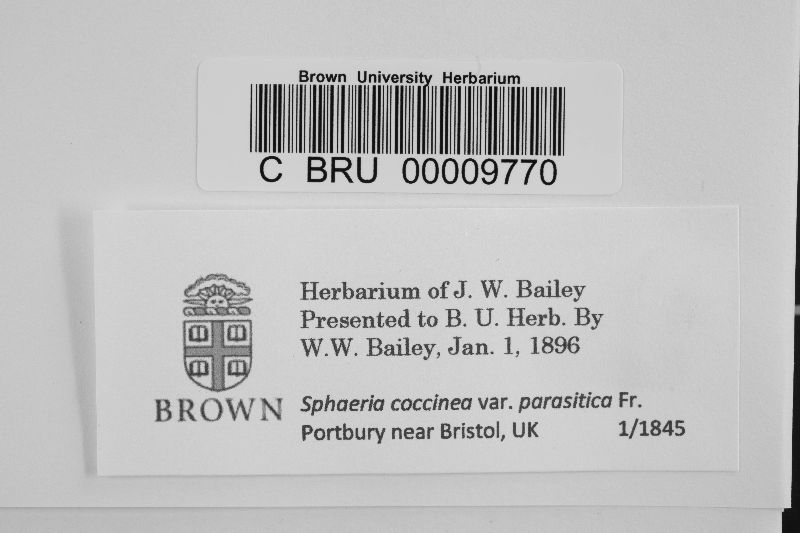 Brown University Herbarium
C BRU 00009770
Herbarium of J. W. Bailey
Presented to B. U. Herb. By
W.W. Bailey, Jan. 1, 1896
BROWN
Sphaeria coccinea var. parasitica Fr.
Portbury near Bristol, UK 1/1845